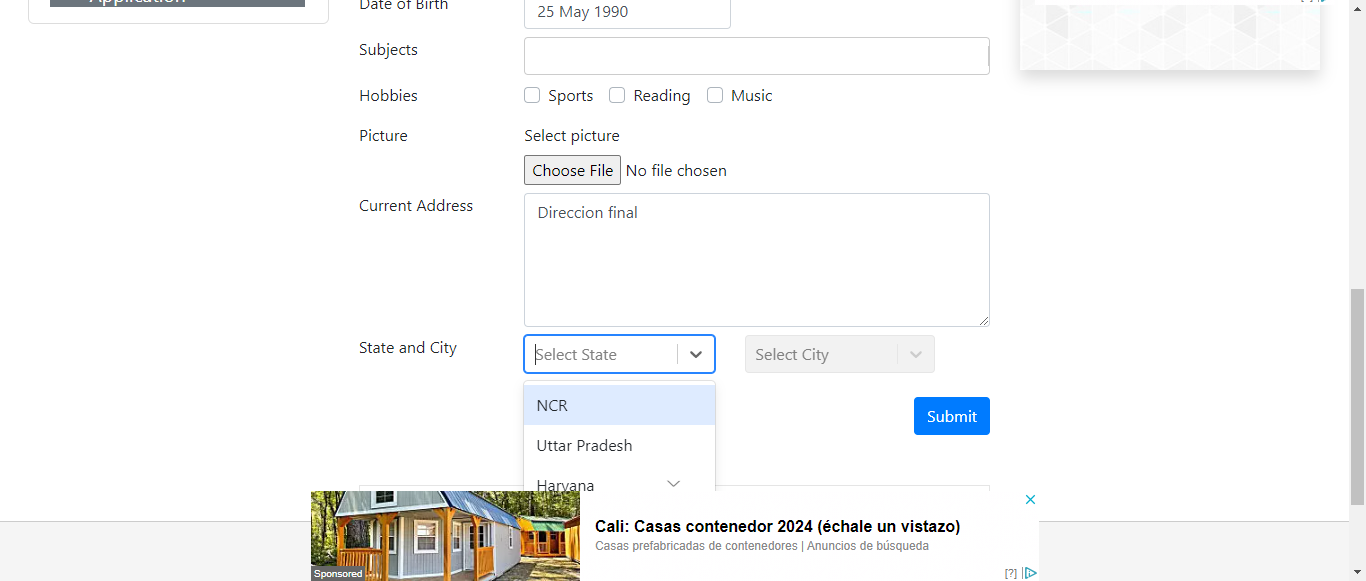 Application
Date of Birth
25 May 1990
Subjects
Hobbies
Sports
Reading
Music
Picture
Select picture
Choose File No file chosen
Current Address
Direccion final
State and City
Select State
Select City
NCR
Uttar Pradesh
Haryana
Submit
Cali: Casas contenedor 2024 (échale un vistazo)
Casas prefabricadas de contenedores | Anuncios de búsqueda
Sponsored
[?]